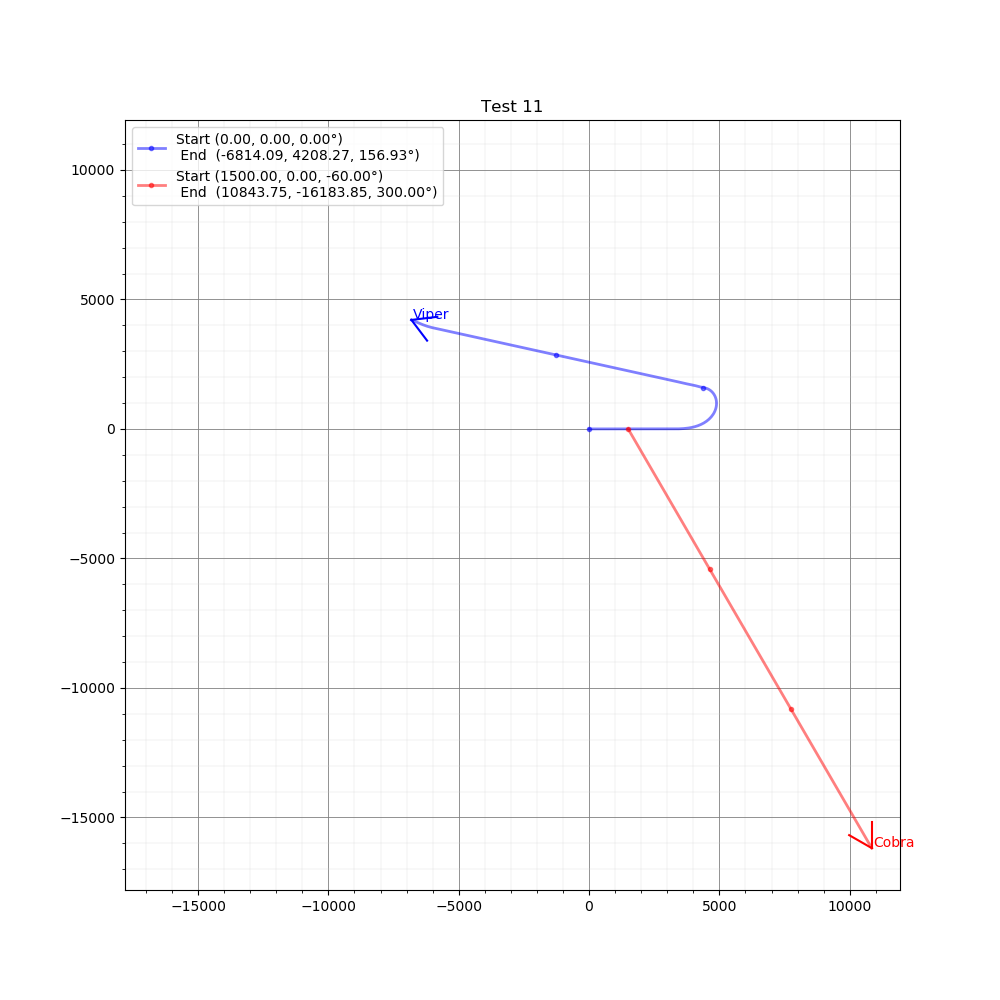 Test 11
Start (0.00, 0.00, 0.00°)
End  (-6814.09, 4208.27, 156.93°)
Start (1500.00, 0.00, -60.00°)
End  (10843.75, -16183.85, 300.00°)
10000
5000
Viper
0
−5000
−10000
−15000
Cobra
−15000
−10000
−5000
0
5000
10000